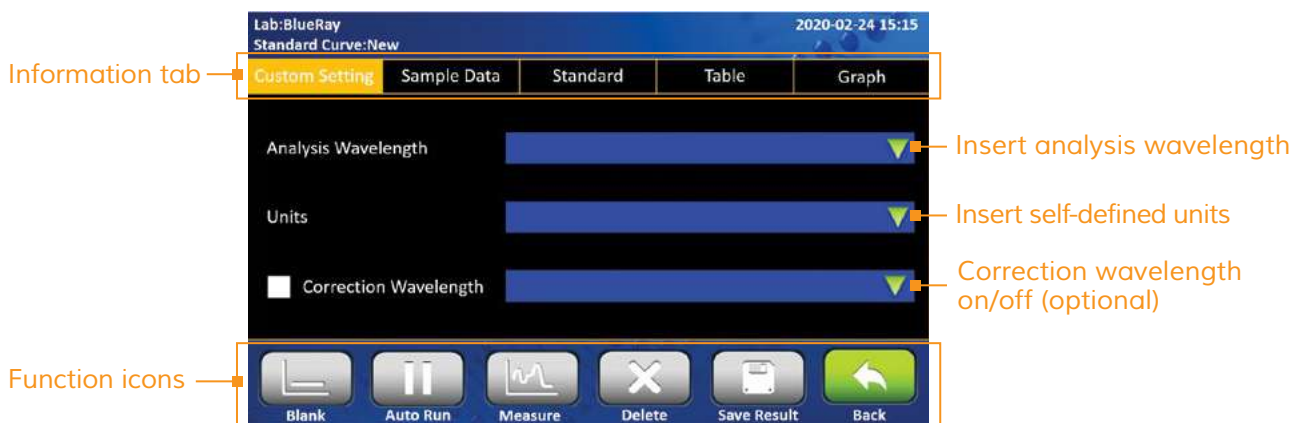 Lab:BlueRay
2020-02-24 15:15
Standard Curve:New
Information tab
Custom Setting
Sample Data
Standard
Table
Graph
Analysis Wavelength
Insert analysis wavelength
Units
Insert self-defined units
Correction Wavelength
Correction wavelength
on/off (optional)
Function icons
Blank
Auto Run
Measure
Delete
Save Result
Back